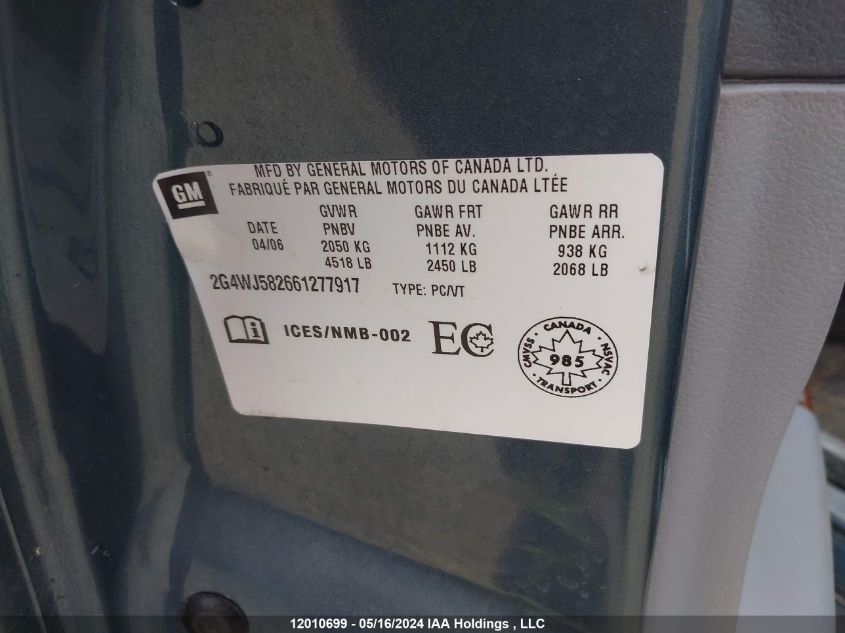 GM
MFD BY GENERAL MOTORS OF CANADA LTD.
FABRIQUÉ PAR GENERAL MOTORS DU CANADA LTÉE
DATE
04/06
GVWR
PNBV
2050 KG
4518 LB
GAWR FRT
PNBE AV.
1112 KG
2450 LB
GAWR RR
PNBE ARR.
938 KG
2068 LB
2G4WJ582661277917 TYPE: PC/VT
i ICES/NMB-002 EC
CANADA
CMVSS 985 NSVAC
TRANSPORT
12010699 - 05/16/2024 IAA Holdings , LLC